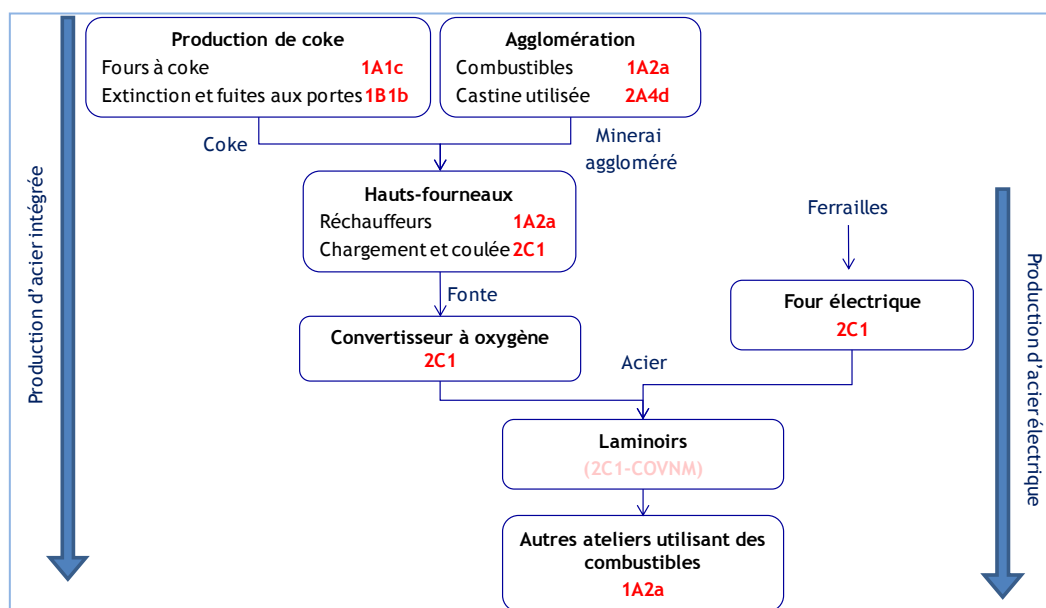 Production de coke
Fours à coke 1A1c
Extinction et fuites aux portes 1B1b
Agglomération
Combustibles 1A2a
Castine utilisée 2A4d
Coke
Minerai
aggloméré
Production d'acier intégrée
Hauts-fourneaux
Réchauffeurs 1A2a
Chargement et coulée 2C1
Ferrailles
Production d'acier électrique
Fonte
Four électrique
2C1
Convertisseur à oxygène
2C1
Acier
Laminoirs
(2C1-COVNM)
Autres ateliers utilisant des
combustibles
1A2a